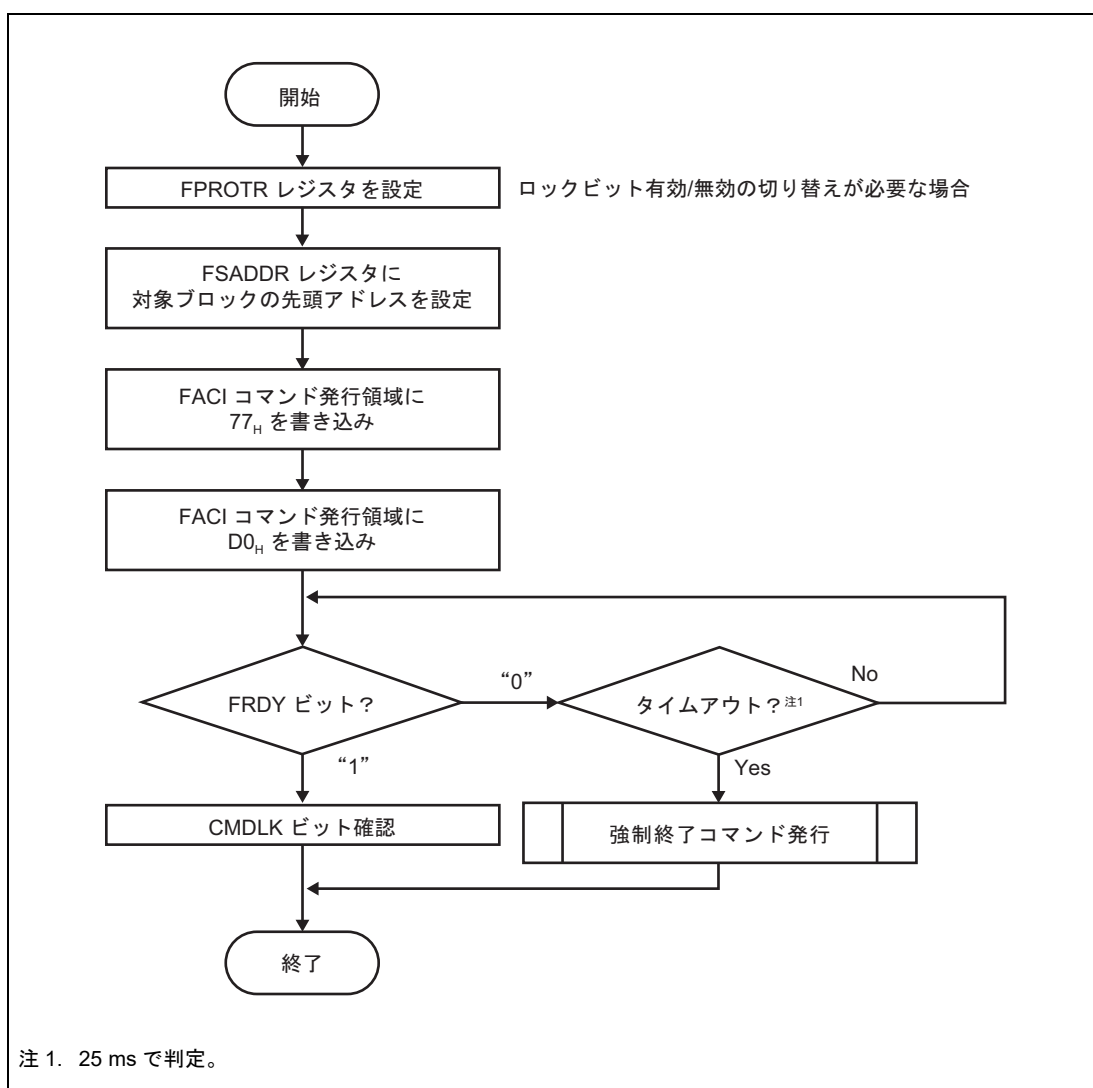 開始
FPROTR レジスタを設定
ロックビット有効/無効の切り替えが必要な場合
FSADDR レジスタに
対象ブロックの先頭アドレスを設定
FACI コマンド発行領域に
77H を書き込み
FACI コマンド発行領域に
D0H を書き込み
FRDY ビット？
“0”
タイムアウト？注1
No
“1”
Yes
CMDLK ビット確認
強制終了コマンド発行
終了
注 1. 25 ms で判定。